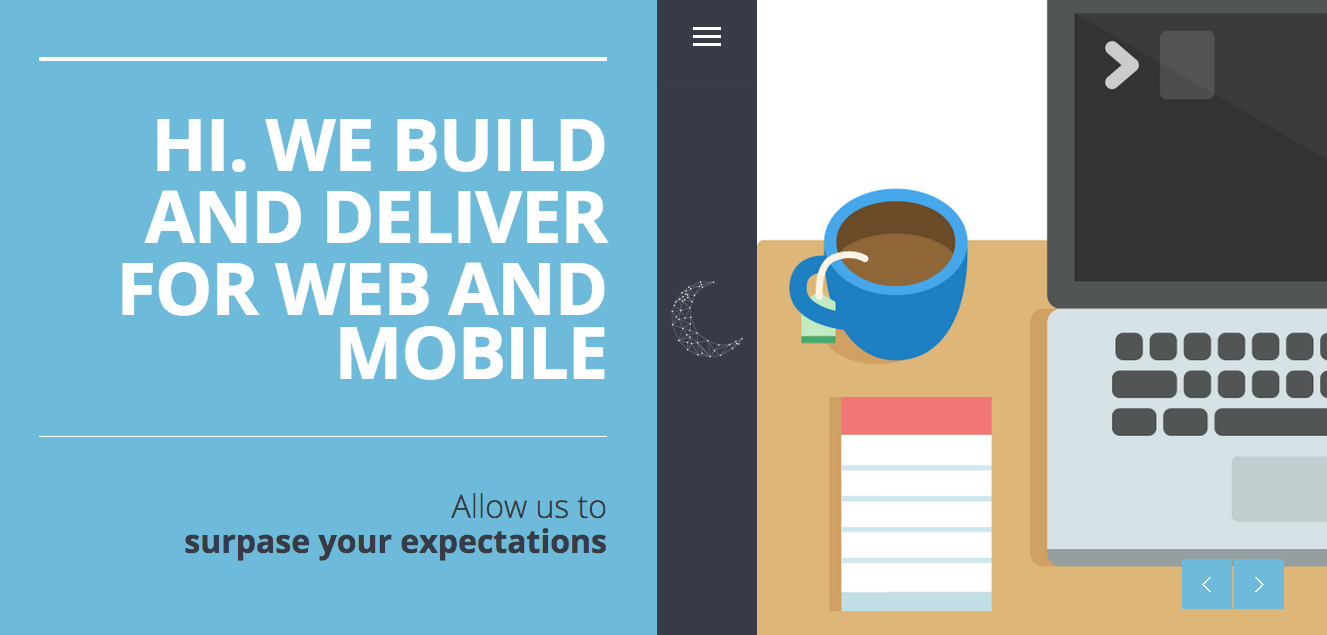 HI. WE BUILD
AND DELIVER
FOR WEB AND
MOBILE
Allow us to
surpase your expectations